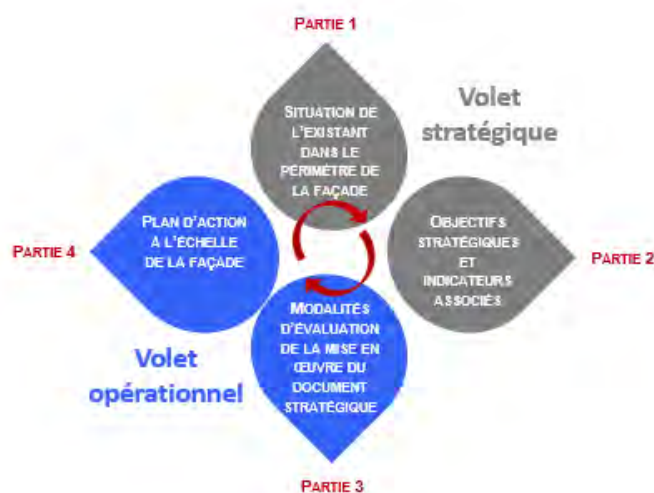 PARTIE 1
SITUATION DE
L'EXISTANT
DANS LE
PÉRIMÈTRE DE
LA FAÇADE
Volet
stratégique
OBJECTIFS
STRATÉGIQUES
ET
INDICATEURS
ASSOCIÉS
PARTIE 2
PLAN D'ACTION
À L'ÉCHELLE
DE LA FAÇADE
PARTIE 4
MODALITÉS
D'ÉVALUATION
DE LA MISE EN
ŒUVRE DU
DOCUMENT
STRATÉGIQUE
Volet
opérationnel
PARTIE 3